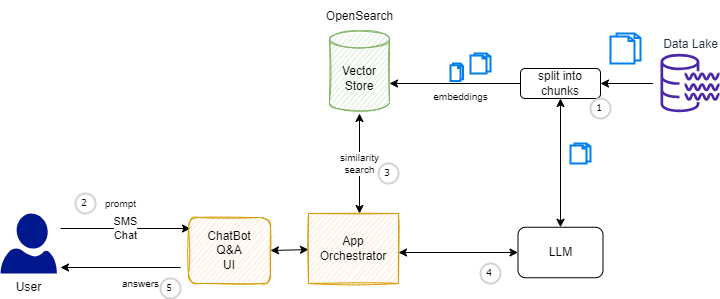 OpenSearch
Data Lake
Vector
Store
split into
chunks
embeddings
1
similarity
search
3
2
prompt
SMS
Chat
ChatBot
Q&A
UI
App
Orchestrator
LLM
4
answers
5
User